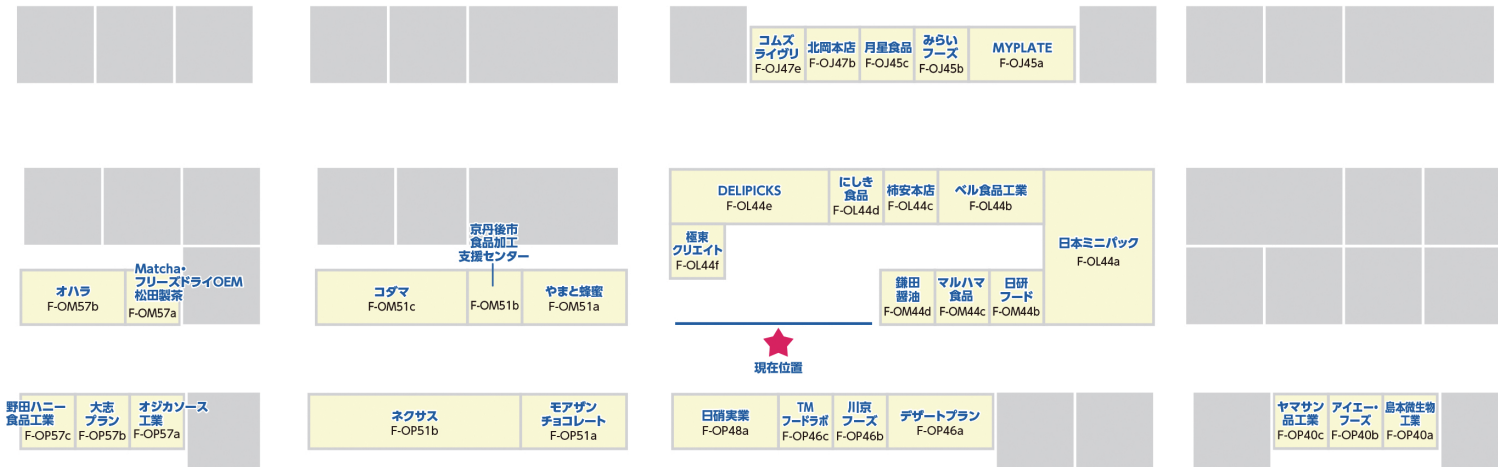 コムズ
ライヴリ
F-OJ47e
北岡本店
F-OJ47b
月星食品
F-OJ45c
みらい
フーズ
F-OJ45b
MYPLATE
F-OJ45a
DELIPICKS
F-OL44e
にしき
食品
F-OL44d
柿安本店
F-OL44c
ベル食品工業
F-OL44b
日本ミニパック
F-OL44a
極東
クリエイト
F-OL44f
オハラ
F-OM57b
Matcha・
フリーズドライOEM
松田製茶
F-OM57a
コダマ
F-OM51c
京丹後市
食品加工
支援センター
F-OM51b
やまと蜂蜜
F-OM51a
鎌田
醤油
F-OM44d
マルハマ
食品
F-OM44c
日研
フード
F-OM44b
現在位置
野田ハニー
食品工業
F-OP57c
大志
プラン
F-OP57b
オジカソース
工業
F-OP57a
ネクサス
F-OP51b
モアザン
チョコレート
F-OP51a
日硝実業
F-OP48a
TM
フードラボ
F-OP46c
川京
フーズ
F-OP46b
デザートプラン
F-OP46a
ヤマサン
品工業
F-OP40c
アイエー・
フーズ
F-OP40b
島本微生物
工業
F-OP40a